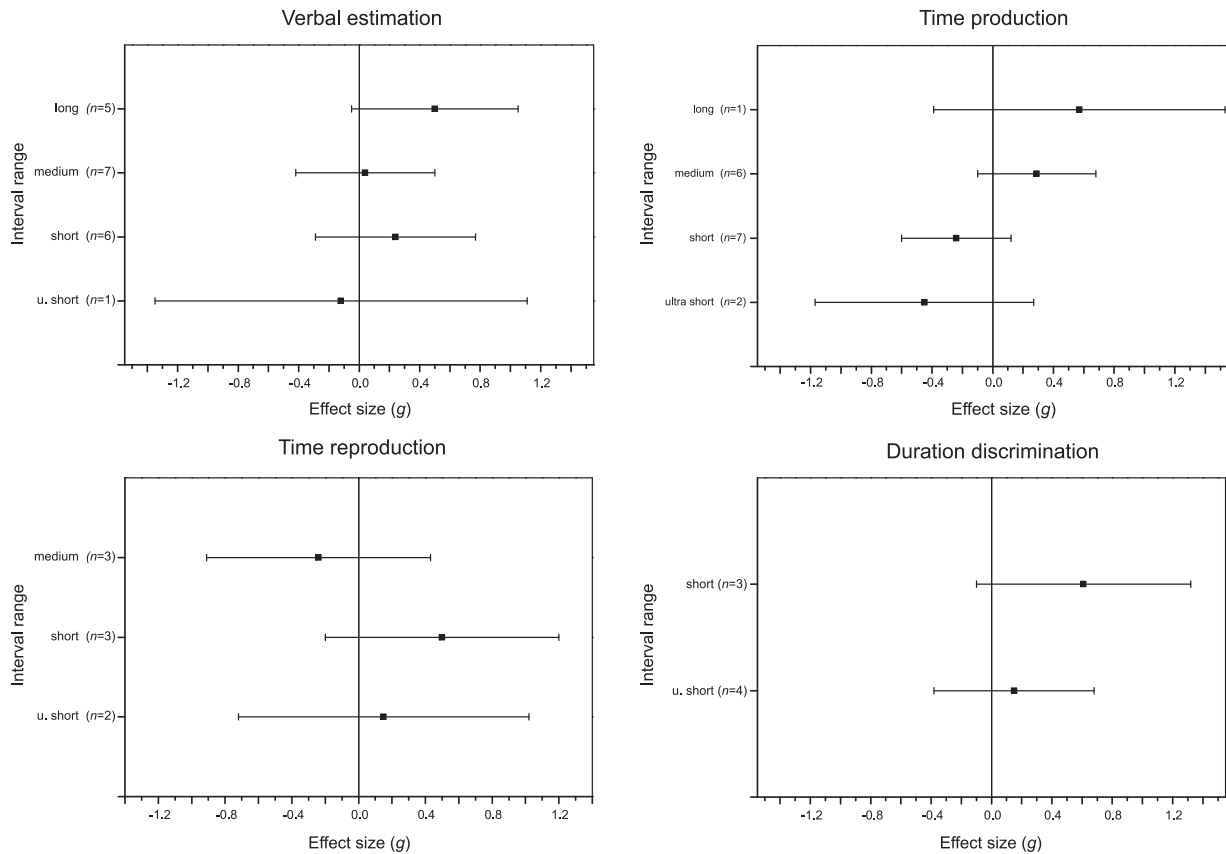 Verbal estimation
Interval range
long (n=5)
medium (n=7)
short (n=6)
u. short (n=1)
-1.2 -0.8 -0.4 0.0 0.4 0.8 1.2
Effect size (g)
Time production
Interval range
long (n=1)
medium (n=6)
short (n=7)
ultra short (n=2)
-1.2 -0.8 -0.4 0.0 0.4 0.8 1.2
Effect size (g)
Time reproduction
Interval range
medium (n=3)
short (n=3)
u. short (n=2)
-1.2 -0.8 -0.4 0.0 0.4 0.8 1.2
Effect size (g)
Duration discrimination
Interval range
short (n=3)
u. short (n=4)
-1.2 -0.8 -0.4 0.0 0.4 0.8 1.2
Effect size (g)